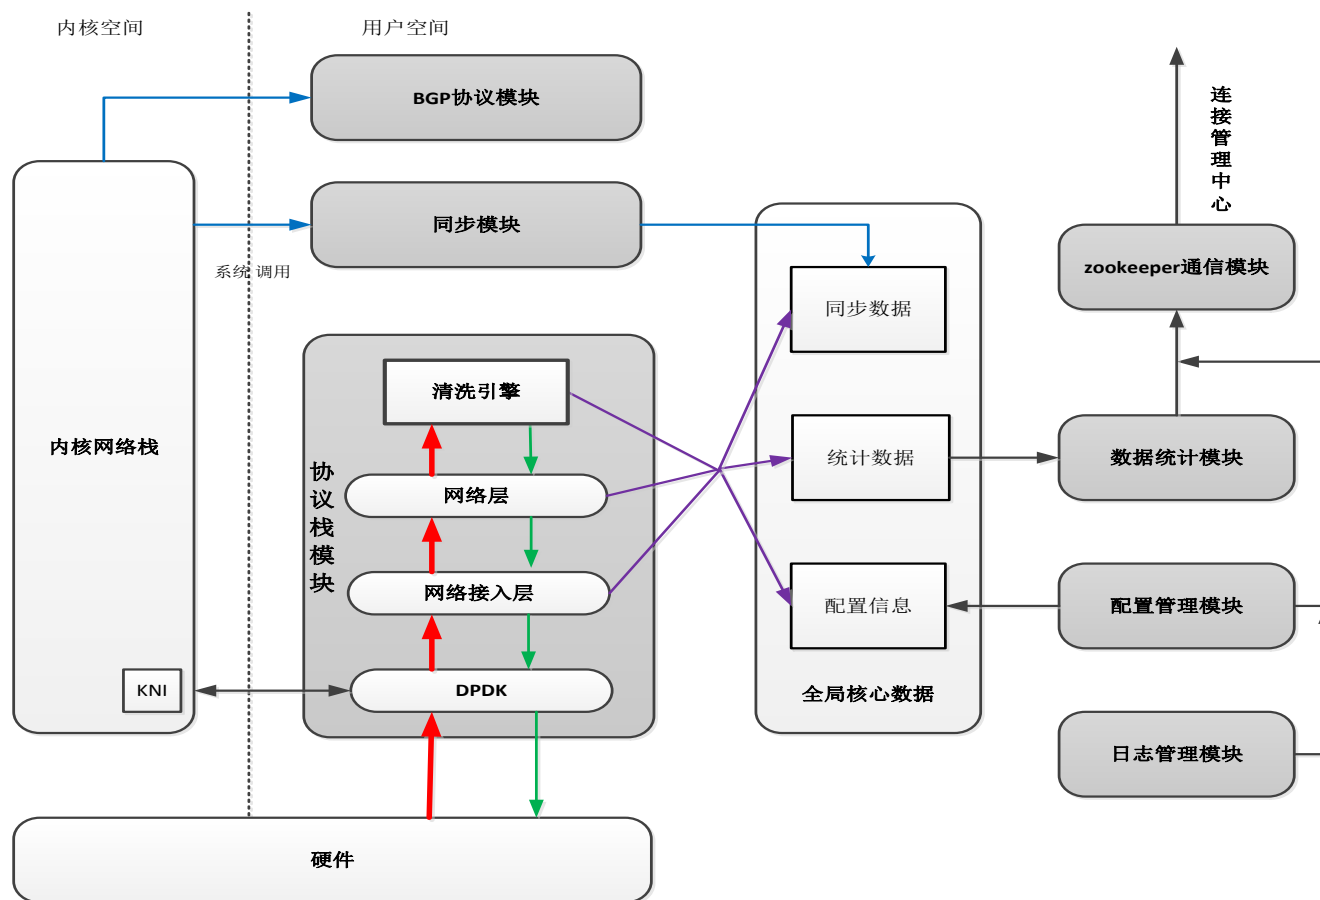 内核空间
用户空间
BGP协议模块
连接管理中心
同步模块
zookeeper通信模块
系统 调用
同步数据
清洗引擎
内核网络栈
统计数据
数据统计模块
协议栈模块
网络层
网络接入层
配置信息
配置管理模块
KNI
DPDK
全局核心数据
日志管理模块
硬件